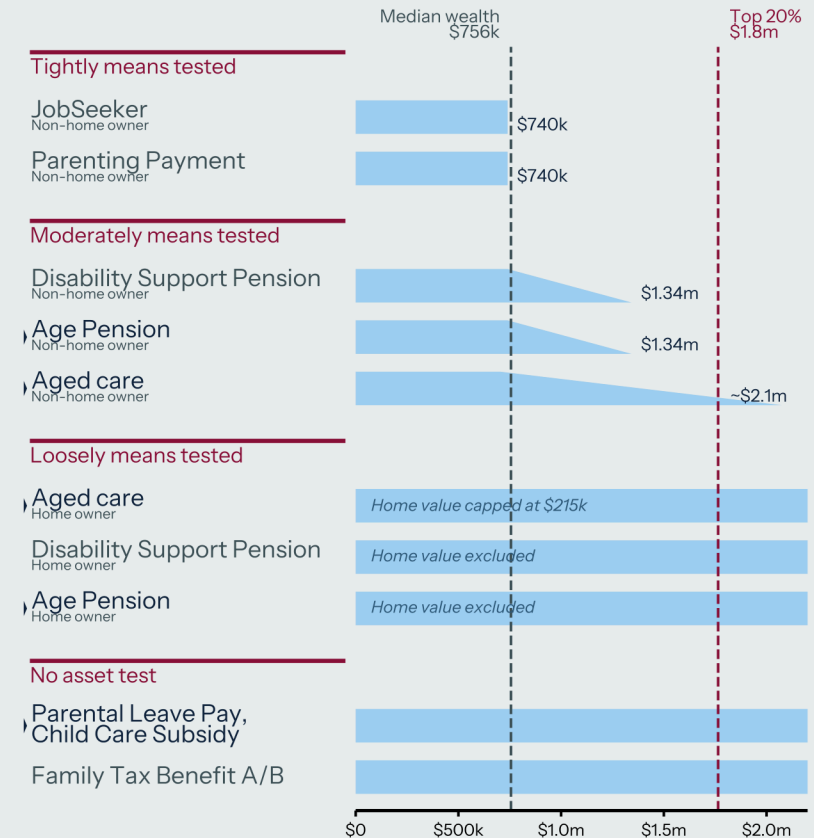 Median wealth
$756k
Top 20%
$1.8m
Tightly means tested
JobSeeker
Non-home owner
$740k
Parenting Payment
Non-home owner
$740k
Moderately means tested
Disability Support Pension
Non-home owner
$1.34m
Age Pension
Non-home owner
$1.34m
Aged care
Non-home owner
~$2.1m
Loosely means tested
Aged care
Home owner
Home value capped at $215k
Disability Support Pension
Home owner
Home value excluded
Age Pension
Home owner
Home value excluded
No asset test
Parental Leave Pay,
Child Care Subsidy
Family Tax Benefit A/B
$0 $500k $1.0m $1.5m $2.0m